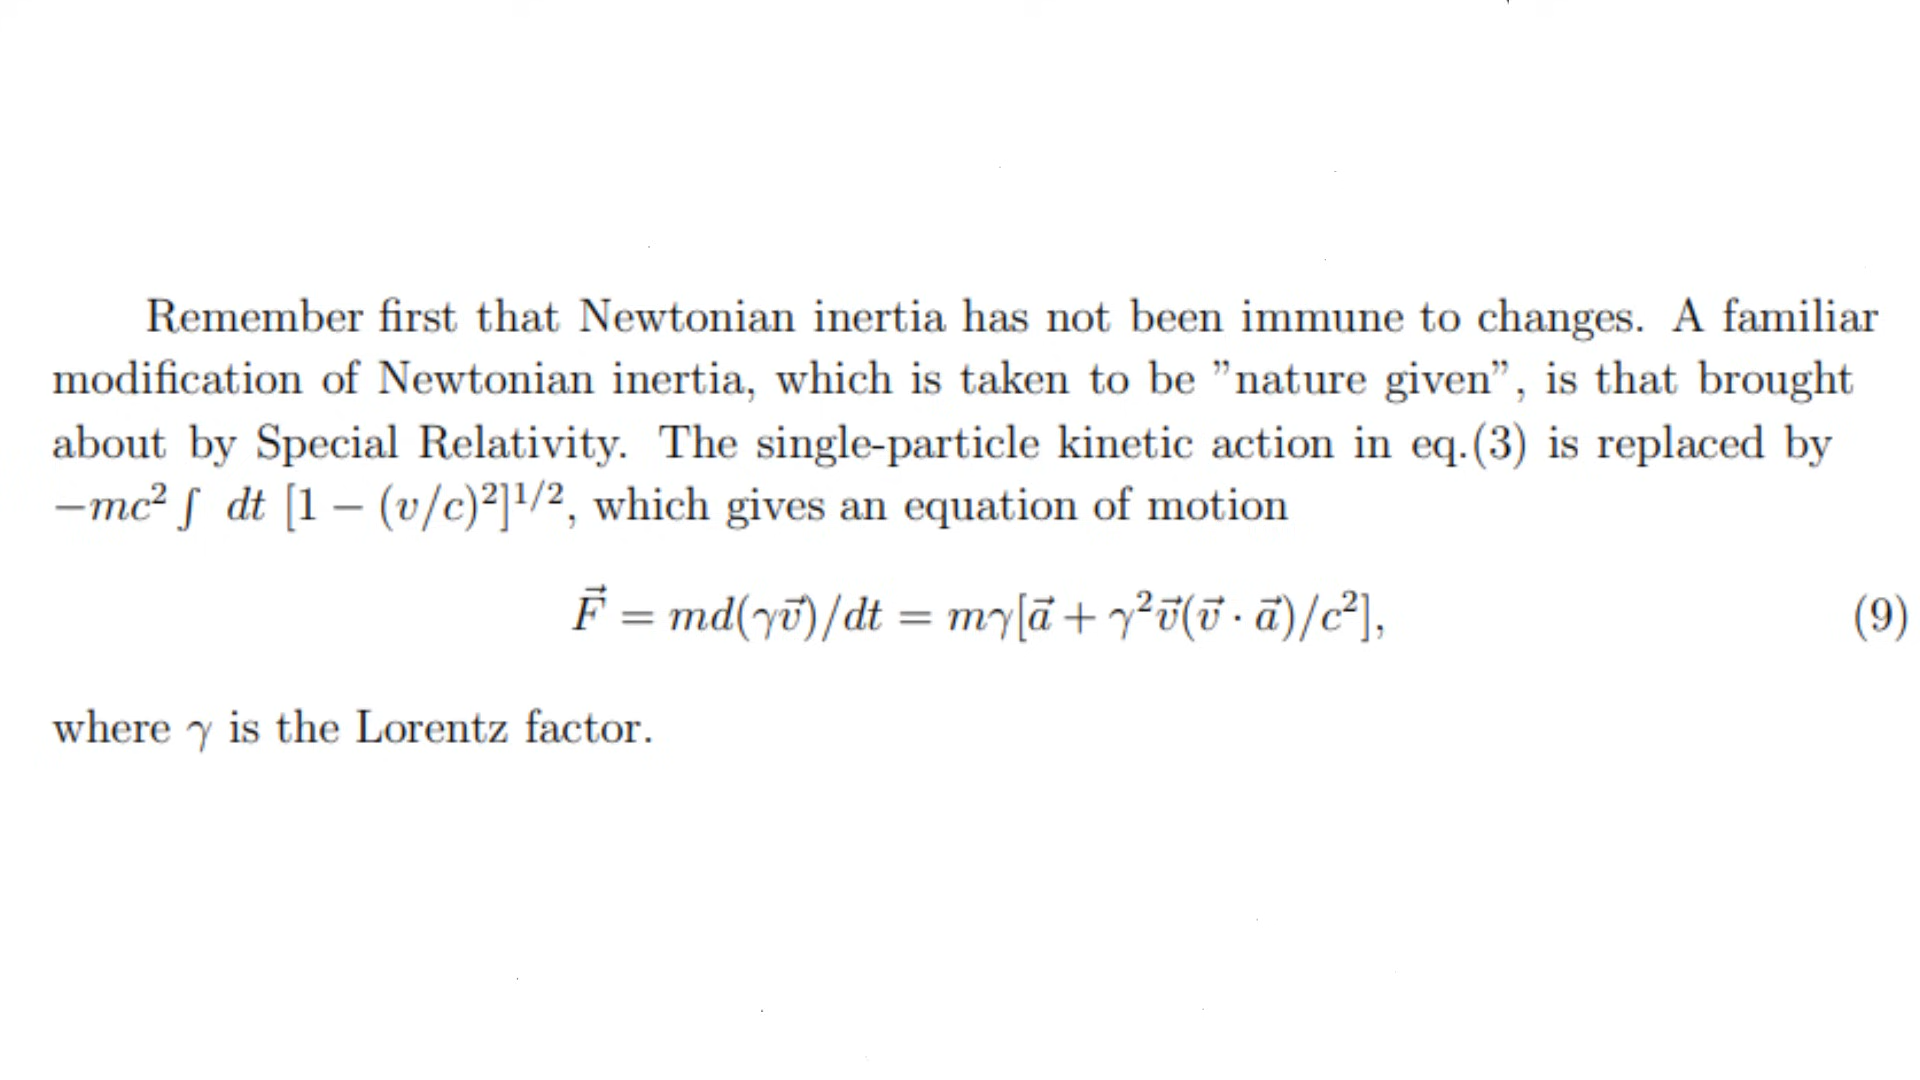 Remember first that Newtonian inertia has not been immune to changes. A familiar
modification of Newtonian inertia, which is taken to be ”nature given”, is that brought
about by Special Relativity. The single-particle kinetic action in eq.(3) is replaced by
−mc² ∫ dt [1 − (v/c)²]^{1/2}, which gives an equation of motion
F⃗ = md(γv⃗)/dt = mγ[a⃗ + γ²v⃗(v⃗ · a⃗)/c²], (9)
where γ is the Lorentz factor.